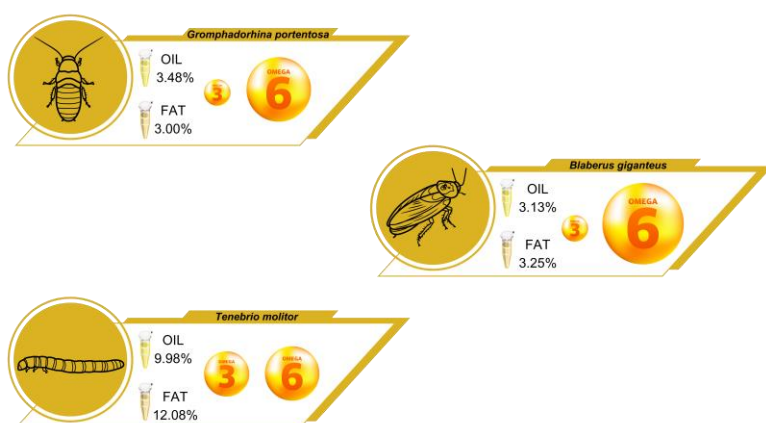 Gromphadorhina portentosa
OIL
3.48%
FAT
3.00%
3
OMEGA
6
Blaberus giganteus
OIL
3.13%
FAT
3.25%
3
OMEGA
6
Tenebrio molitor
OIL
9.98%
FAT
12.08%
OMEGA
3
OMEGA
6